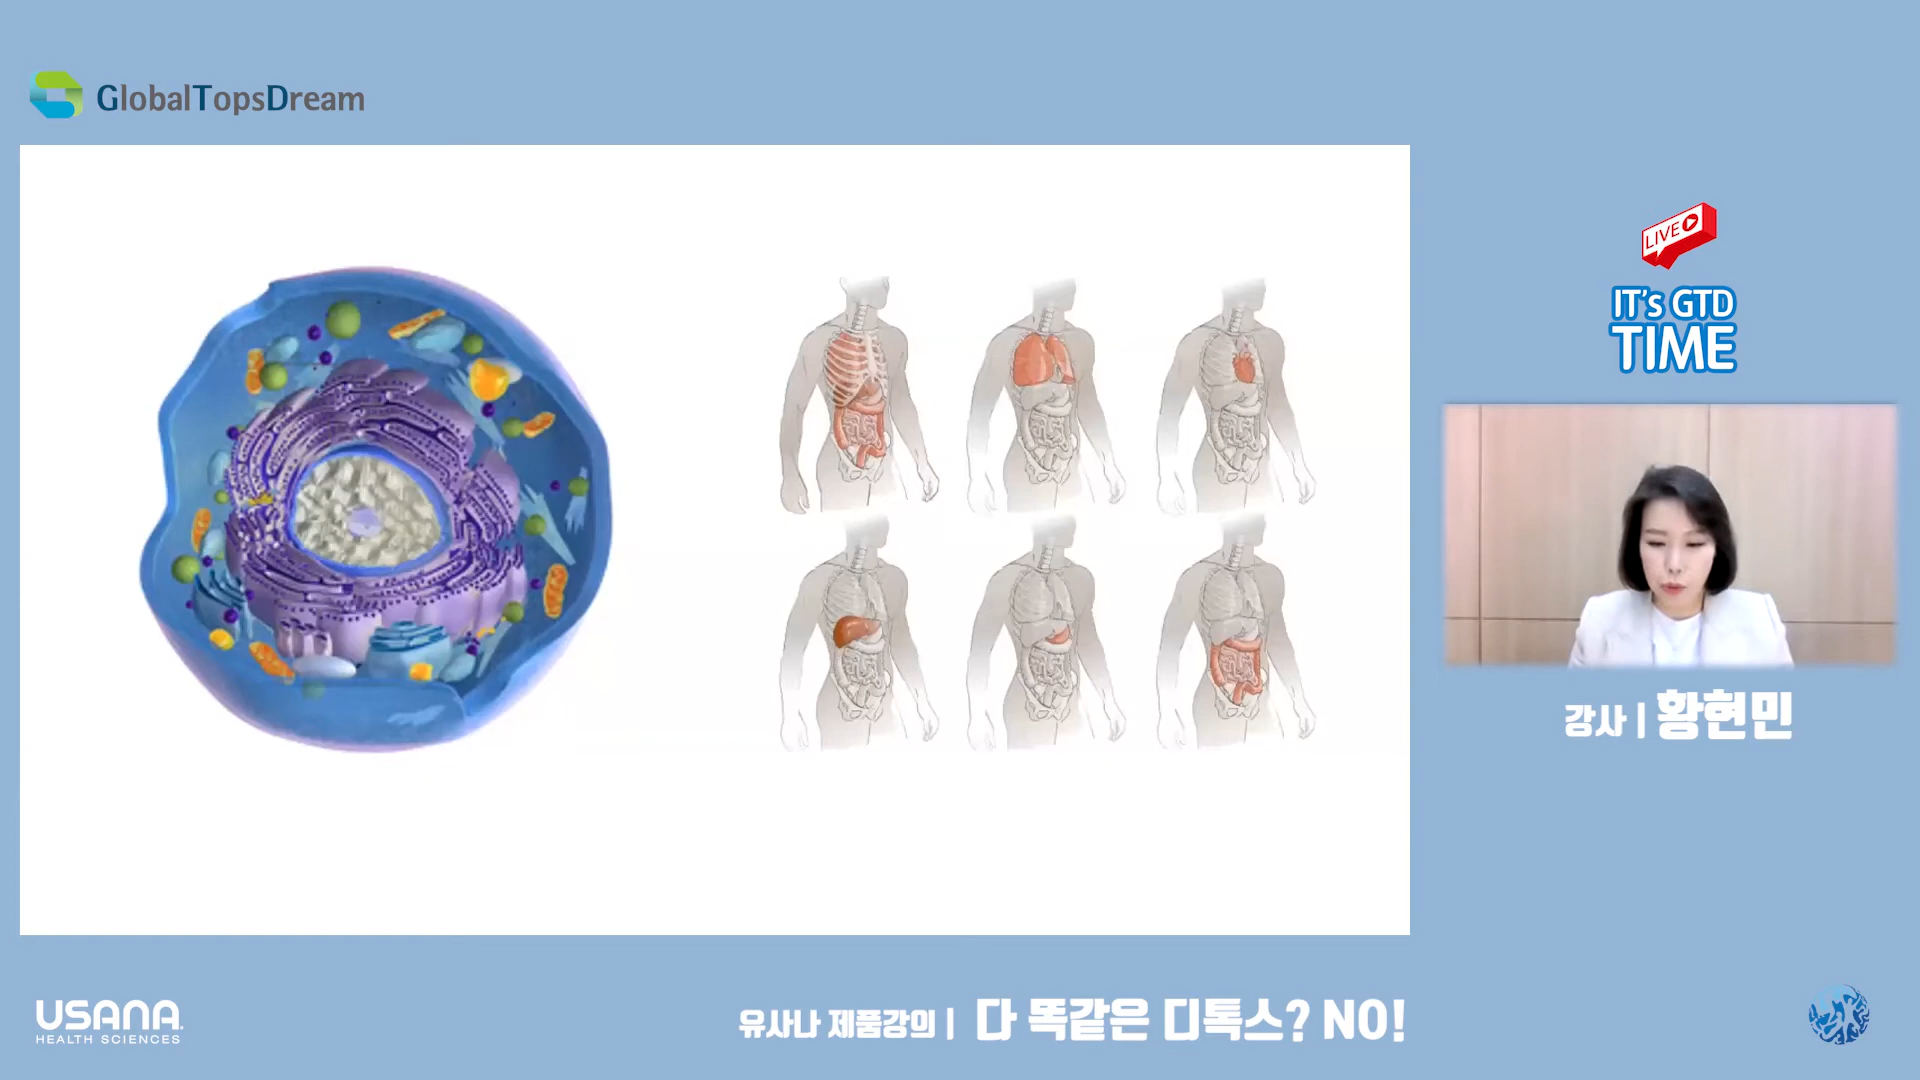 GlobalTopsDream
LIVE
IT's GTD
TIME
강사 | 황현민
USANA
HEALTH SCIENCES
유사나 제품강의 | 다 똑같은 디톡스? NO!